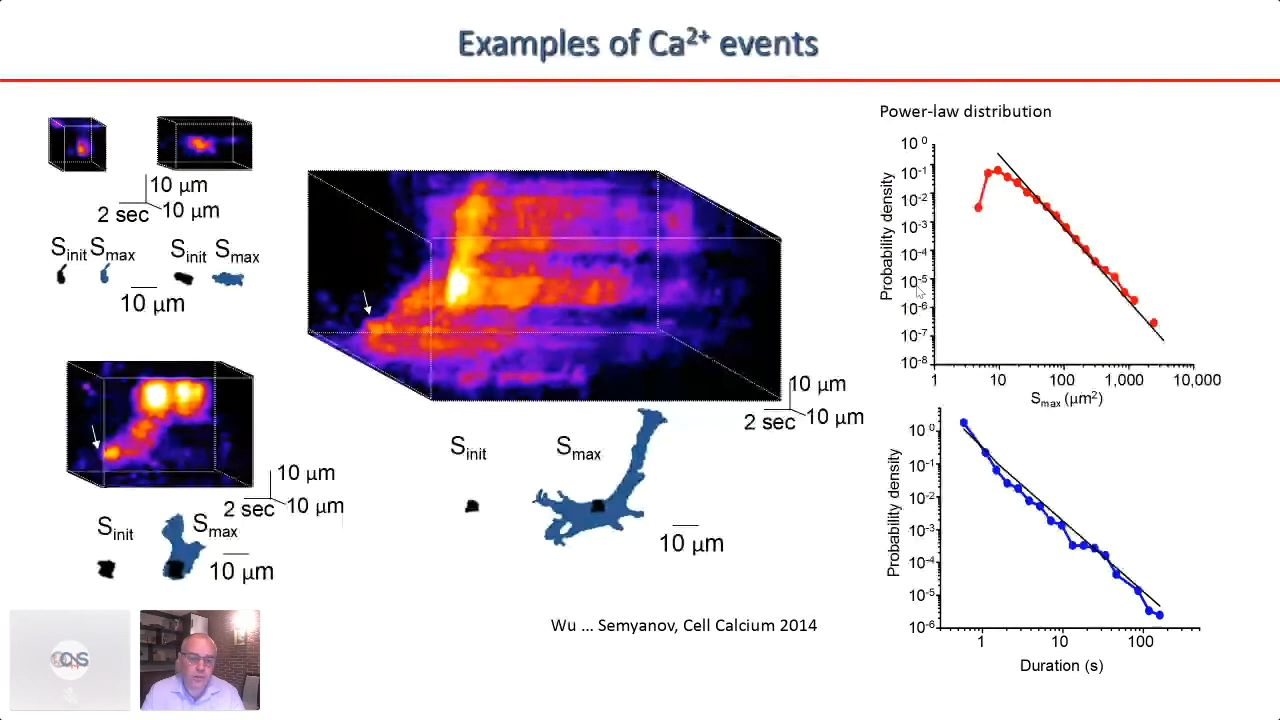 Examples of Ca²⁺ events
10 µm
2 sec 10 µm
S_init S_max S_init S_max
10 µm
10 µm
2 sec 10 µm
S_init S_max
10 µm
10 µm
2 sec 10 µm
S_init S_max
10 µm
Wu ... Semyanov, Cell Calcium 2014
Power-law distribution
Probability density
10⁰
10⁻¹
10⁻²
10⁻³
10⁻⁴
10⁻⁵
10⁻⁶
10⁻⁷
10⁻⁸
1 10 100 1,000 10,000
S_max (µm²)
Probability density
10⁰
10⁻¹
10⁻²
10⁻³
10⁻⁴
10⁻⁵
10⁻⁶
1 10 100
Duration (s)